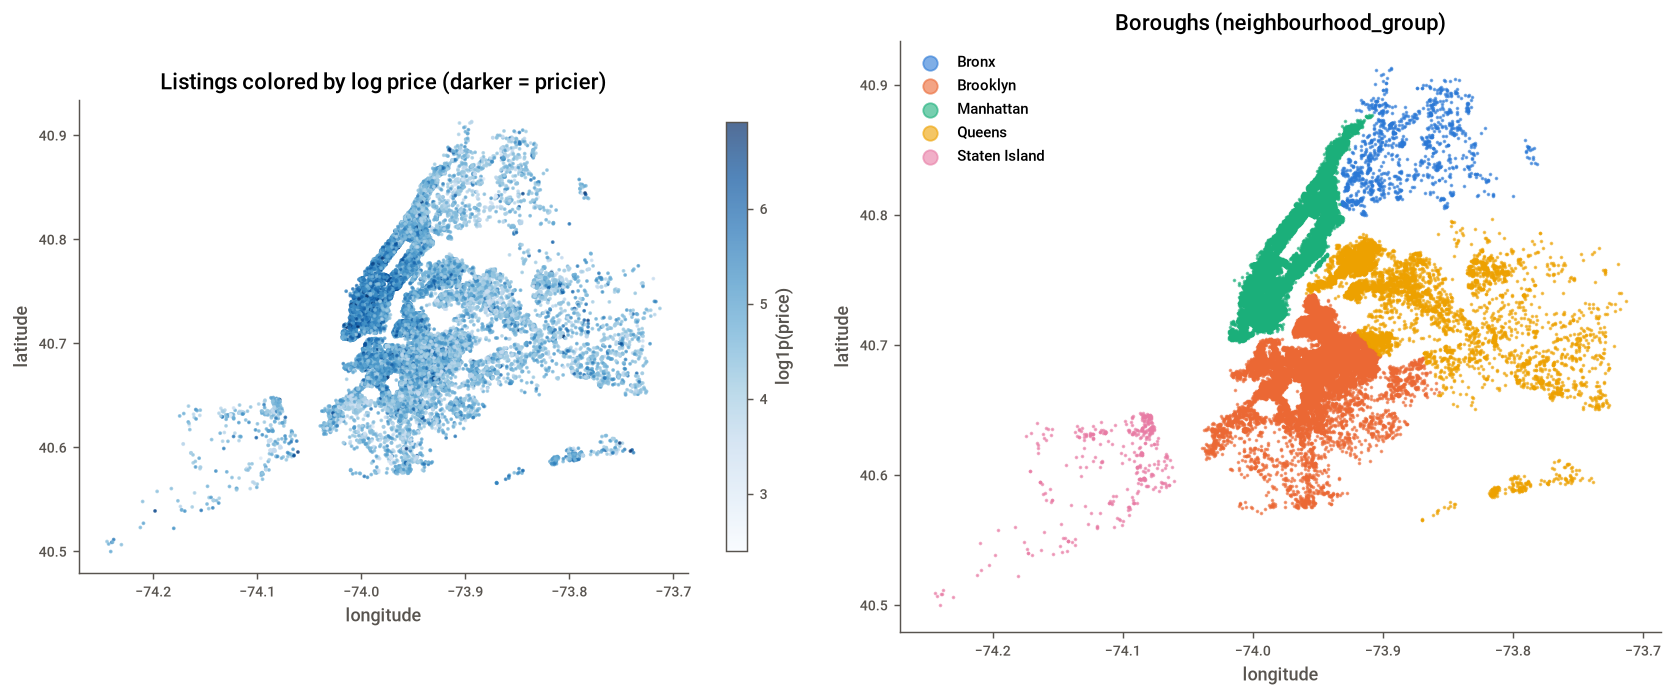 Listings colored by log price (darker = pricier)
40.9
40.8
40.7
40.6
40.5
latitude
−74.2
−74.1
−74.0
−73.9
−73.8
−73.7
longitude
6
5
4
3
log1p(price)
Boroughs (neighbourhood_group)
Bronx
Brooklyn
Manhattan
Queens
Staten Island
40.9
40.8
40.7
40.6
40.5
latitude
−74.2
−74.1
−74.0
−73.9
−73.8
−73.7
longitude